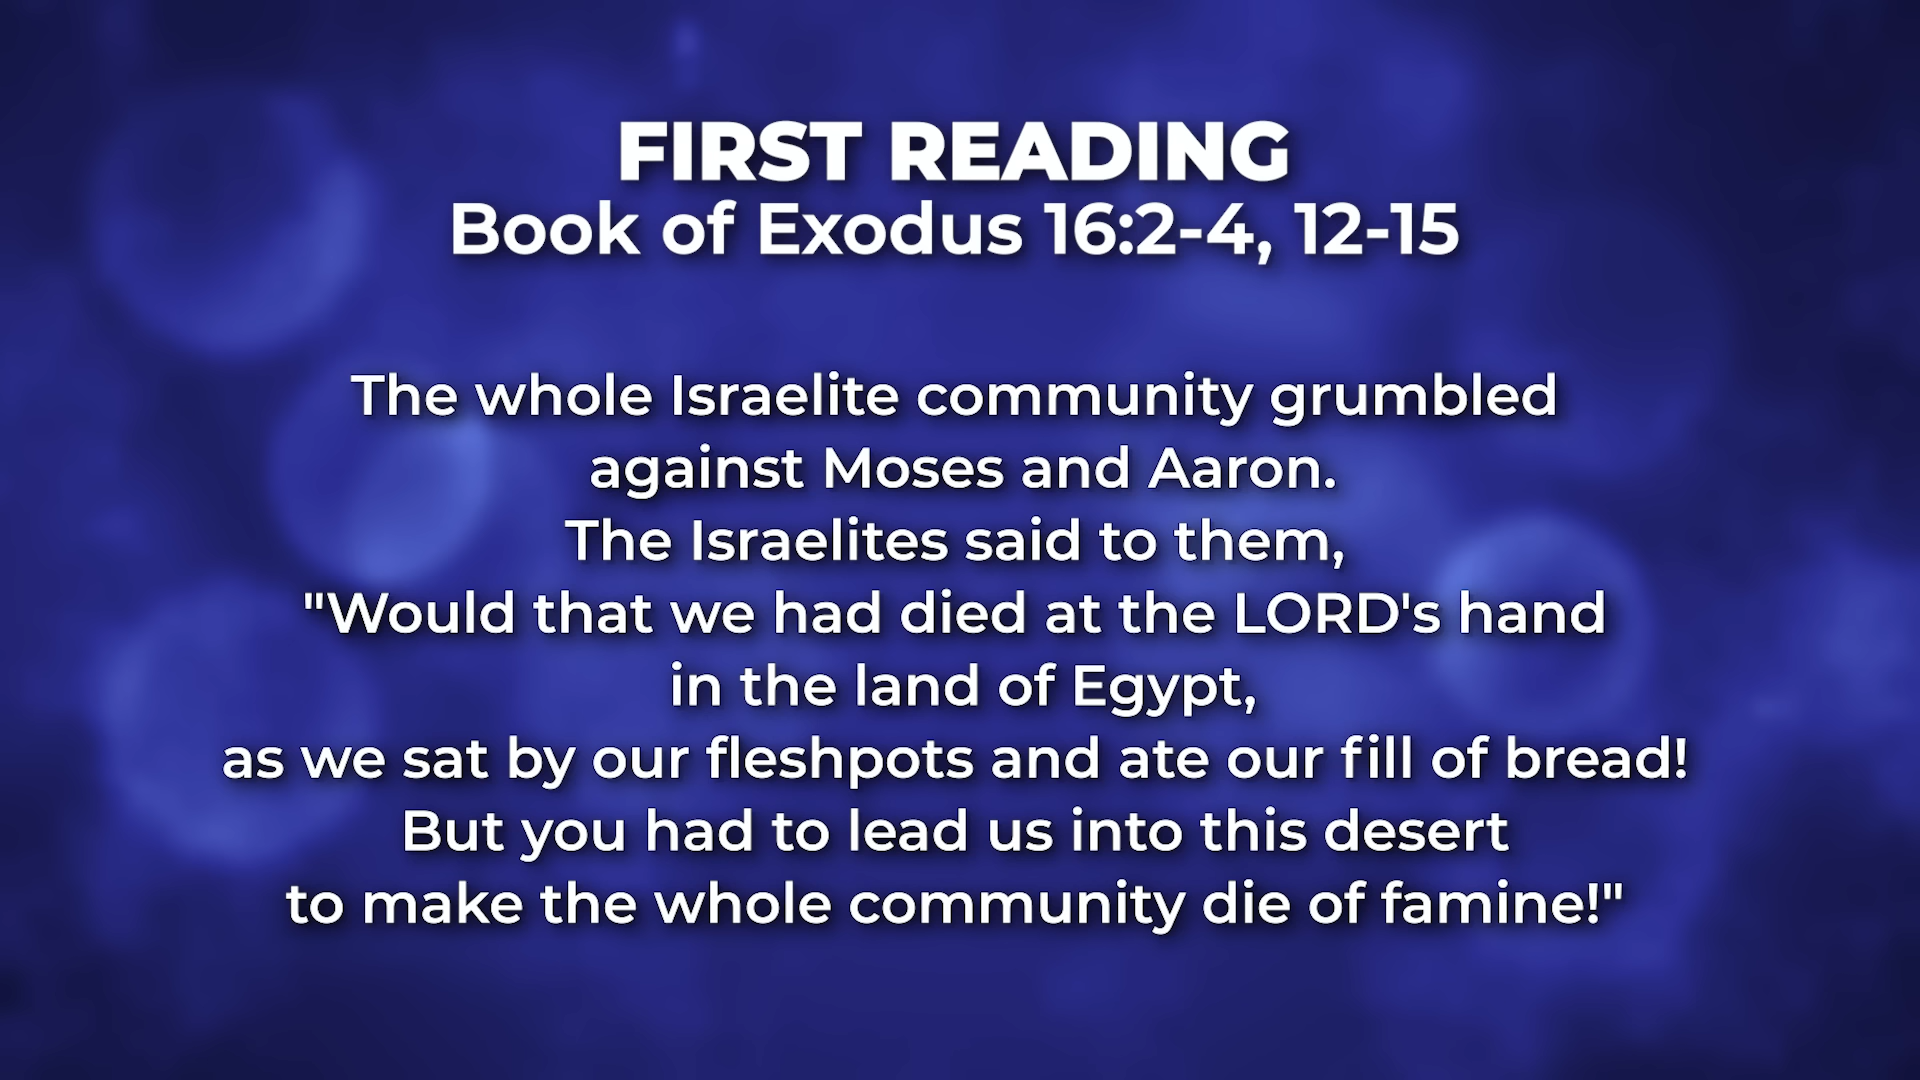 FIRST READING
Book of Exodus 16:2-4, 12-15
The whole Israelite community grumbled
against Moses and Aaron.
The Israelites said to them,
"Would that we had died at the LORD's hand
in the land of Egypt,
as we sat by our fleshpots and ate our fill of bread!
But you had to lead us into this desert
to make the whole community die of famine!"